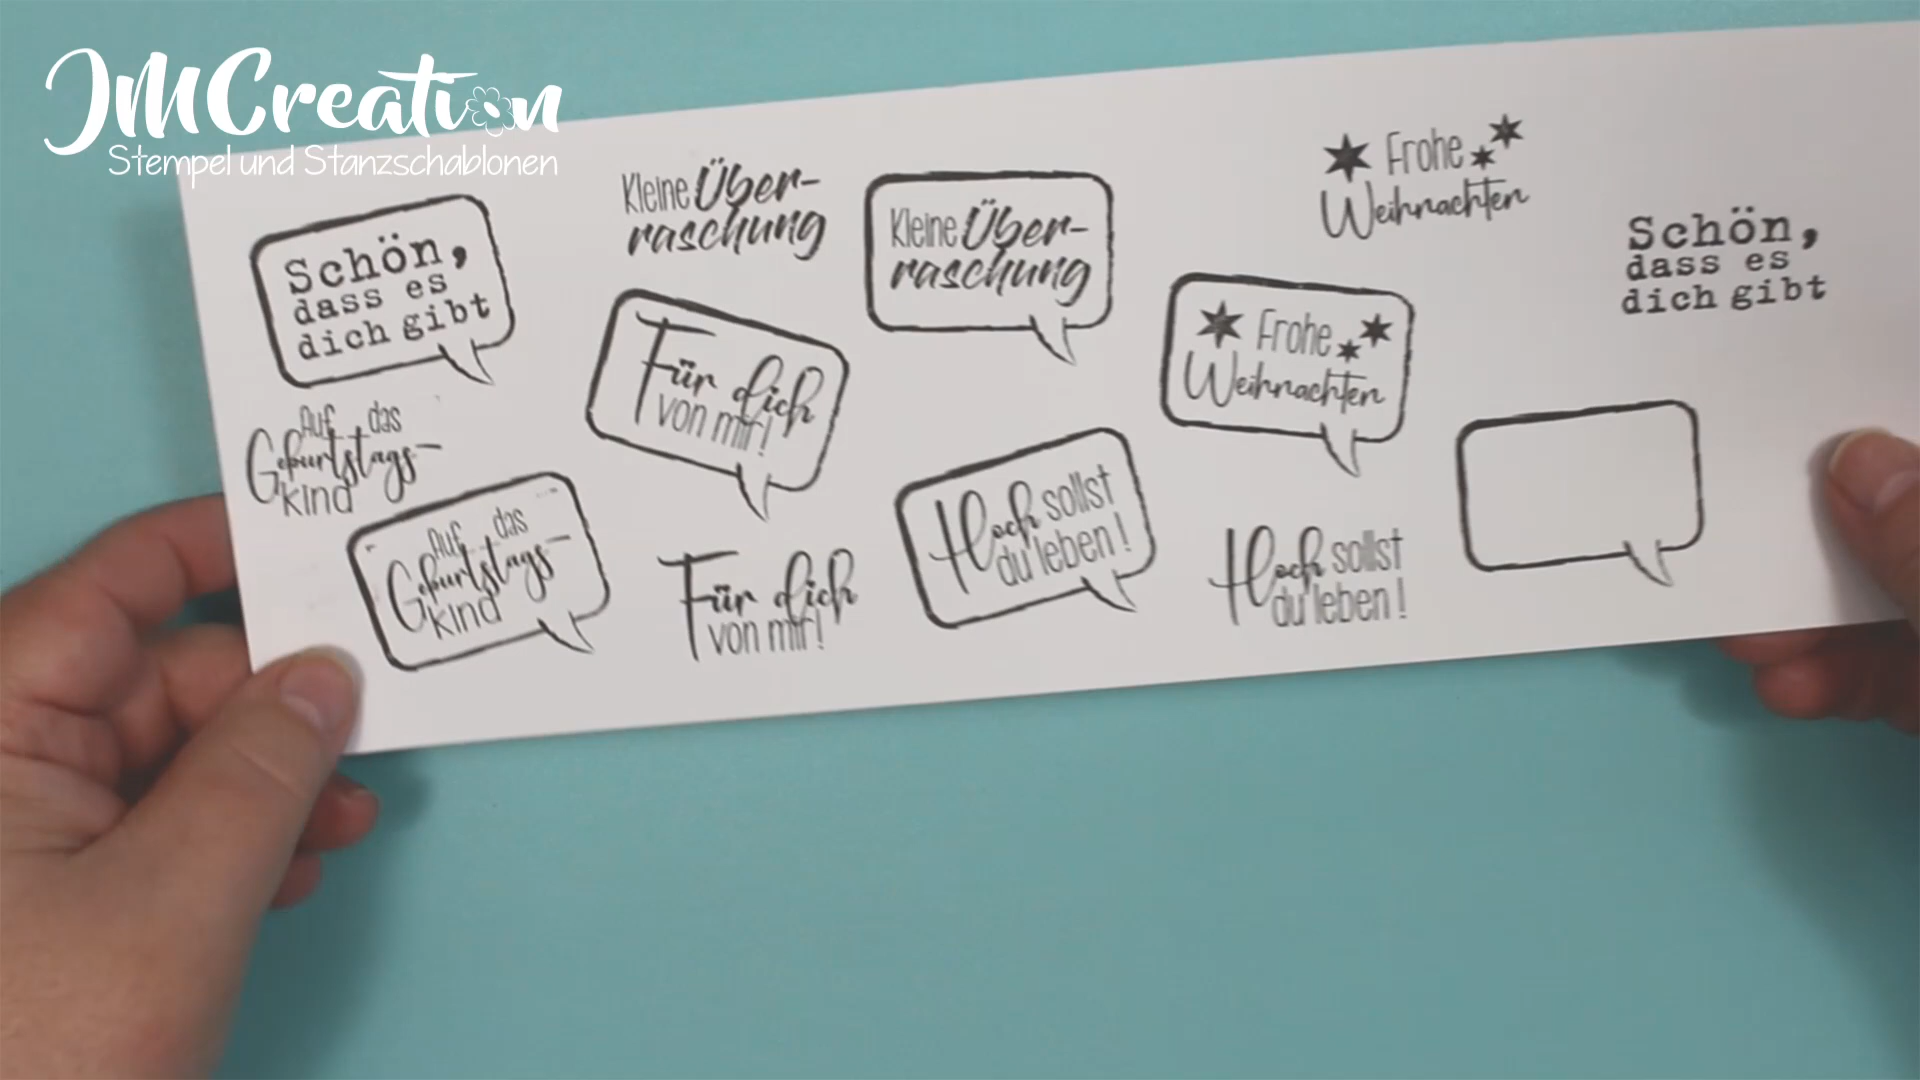 JMCreation
Stempel und Stanzschablonen
Schön,
dass es
dich gibt
Kleine Über-
raschung
Kleine Über-
raschung
Frohe
Weihnachten
Schön,
dass es
dich gibt
Für dich
von mir!
Frohe
Weihnachten
Auf das
Geburtstags-
kind
Auf das
Geburtstags-
kind
Für dich
von mir!
Hoch sollst
du leben!
Hoch sollst
du leben!